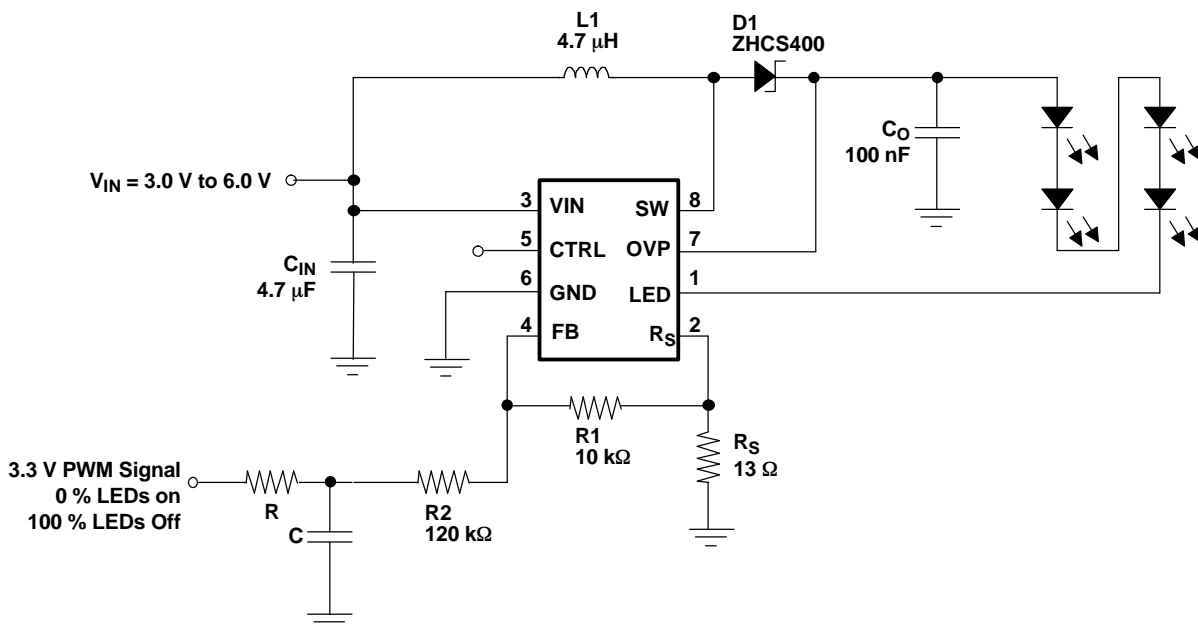 L1
4.7 μH
D1
ZHCS400
CO
100 nF
VIN = 3.0 V to 6.0 V
CIN
4.7 μF
3
VIN
SW
8
5
CTRL
OVP
7
6
GND
LED
1
4
FB
RS
2
R1
10 kΩ
RS
13 Ω
3.3 V PWM Signal
0 % LEDs on
100 % LEDs Off
R
C
R2
120 kΩ